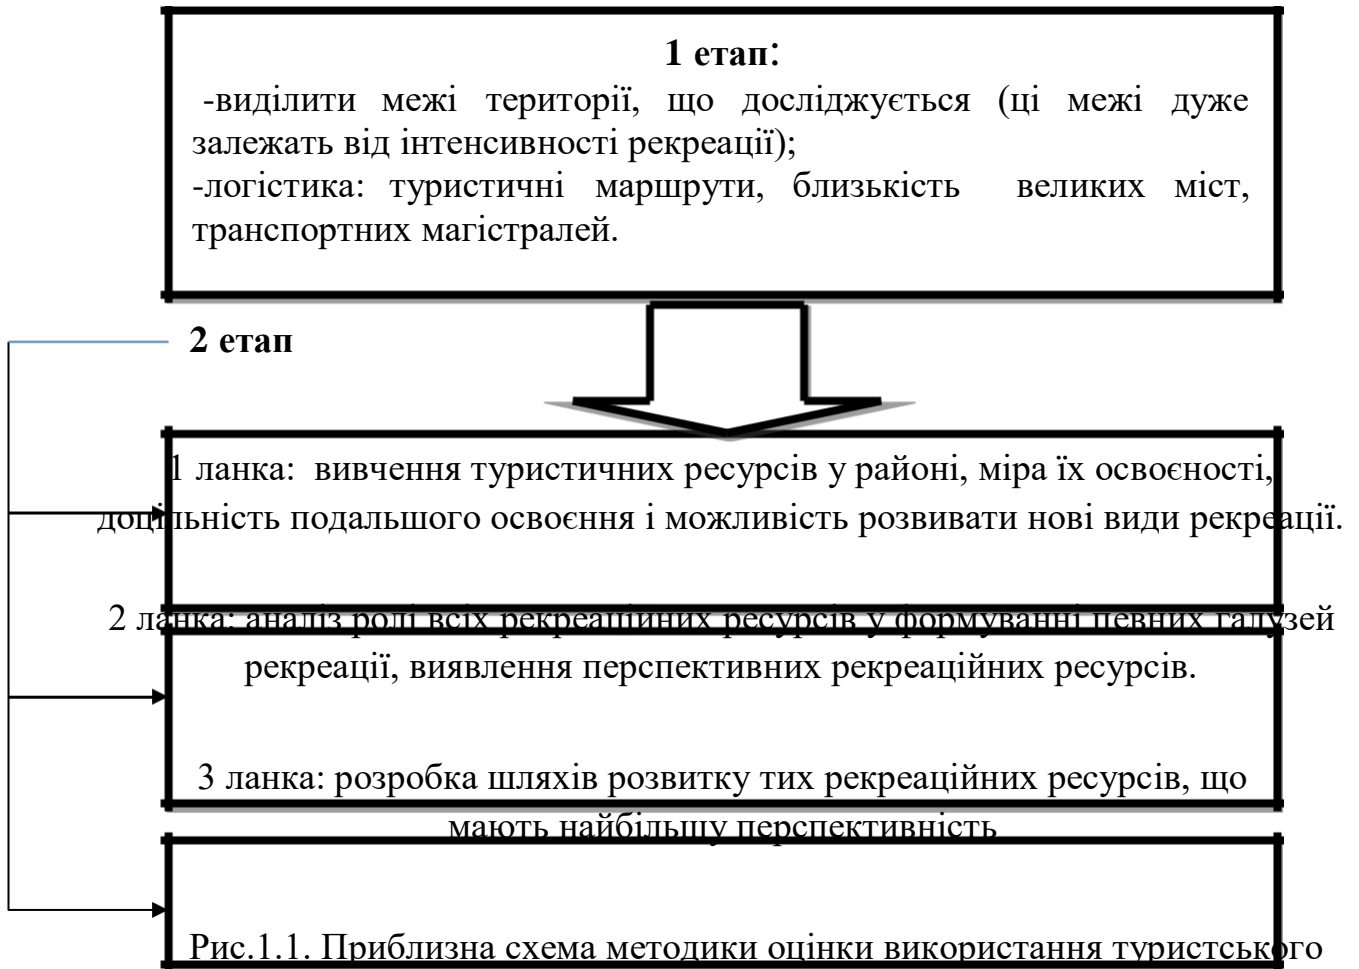 1 етап:
-виділити межі території, що досліджується (ці межі дуже
залежать від інтенсивності рекреації);
-логістика: туристичні маршрути, близькість великих міст,
транспортних магістралей.
2 етап
1 ланка: вивчення туристичних ресурсів у районі, міра їх освоєності,
доцільність подальшого освоєння і можливість розвивати нові види рекреації.
2 ланка: аналіз ролі всіх рекреаційних ресурсів у формуванні певних галузей
рекреації, виявлення перспективних рекреаційних ресурсів.
3 ланка: розробка шляхів розвитку тих рекреаційних ресурсів, що
мають найбільшу перспективність
Рис.1.1. Приблизна схема методики оцінки використання туристського